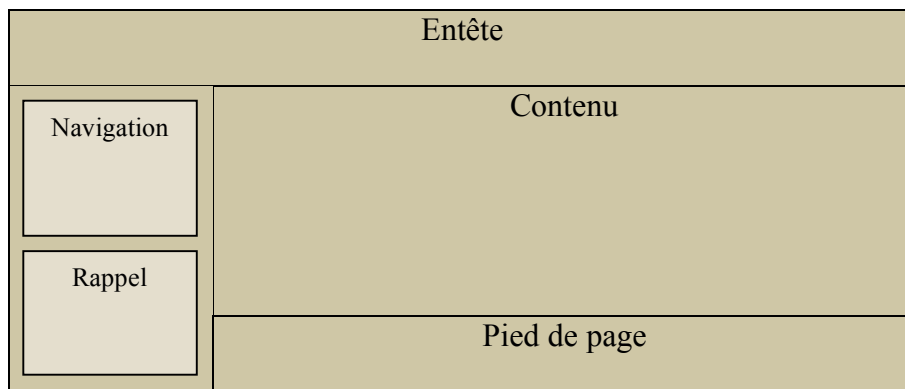 Entête
Navigation
Rappel
Contenu
Pied de page